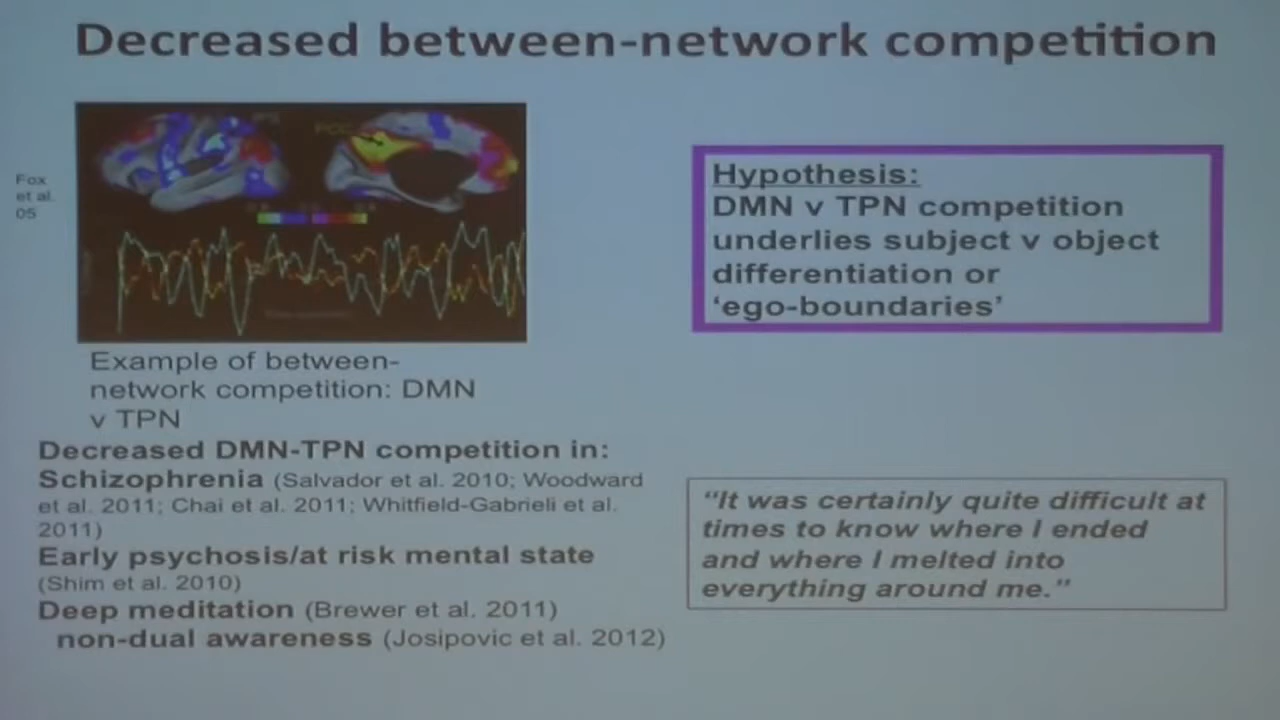 Decreased between-network competition
Fox
et al.
05
PCC
Example of between-
network competition: DMN
v TPN
Decreased DMN-TPN competition in:
Schizophrenia (Salvador et al. 2010; Woodward
et al. 2011; Chai et al. 2011; Whitfield-Gabrieli et al.
2011)
Early psychosis/at risk mental state
(Shim et al. 2010)
Deep meditation (Brewer et al. 2011)
non-dual awareness (Josipovic et al. 2012)
Hypothesis:
DMN v TPN competition
underlies subject v object
differentiation or
‘ego-boundaries’
“It was certainly quite difficult at
times to know where I ended
and where I melted into
everything around me.”